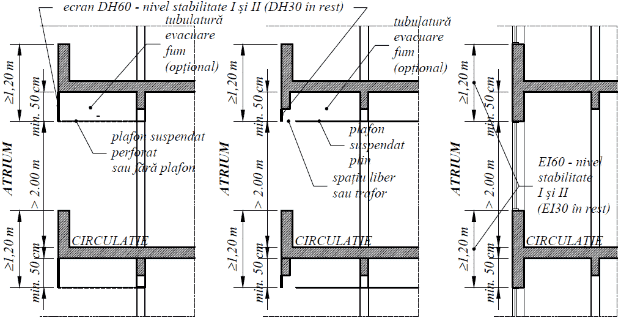 ecran DH60 - nivel stabilitate I și II (DH30 în rest)
tubulatură
evacuare
fum
(opțional)
≥1,20 m
min. 50 cm
plafon suspendat
perforat
sau fără plafon
ATRIUM
> 2.00 m
CIRCULAȚIE
≥1,20 m
min. 50 cm
tubulatură
evacuare
fum
(opțional)
≥1,20 m
min. 50 cm
plafon
suspendat
plin
spațiu liber
sau trafor
ATRIUM
> 2.00 m
CIRCULAȚIE
≥1,20 m
min. 50 cm
≥1,20 m
min. 50 cm
EI60 - nivel
stabilitate
I și II
(EI30 în rest)
ATRIUM
> 2.00 m
CIRCULAȚIE
≥1,20 m
min. 50 cm